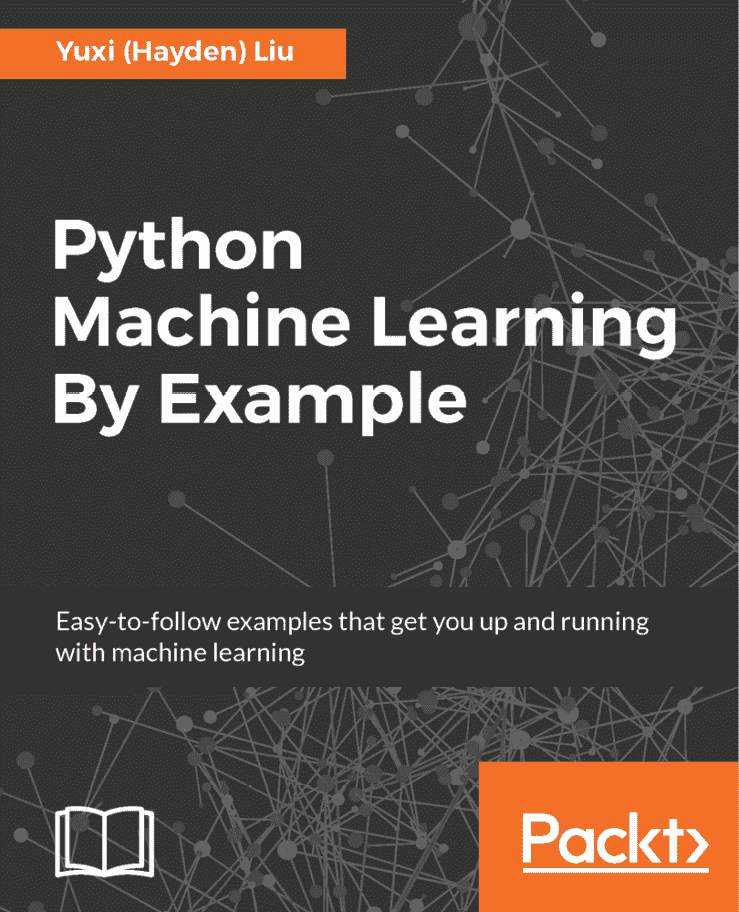 Yuxi (Hayden) Liu
Python
Machine Learning
By Example
Easy-to-follow examples that get you up and running
with machine learning
Packt>